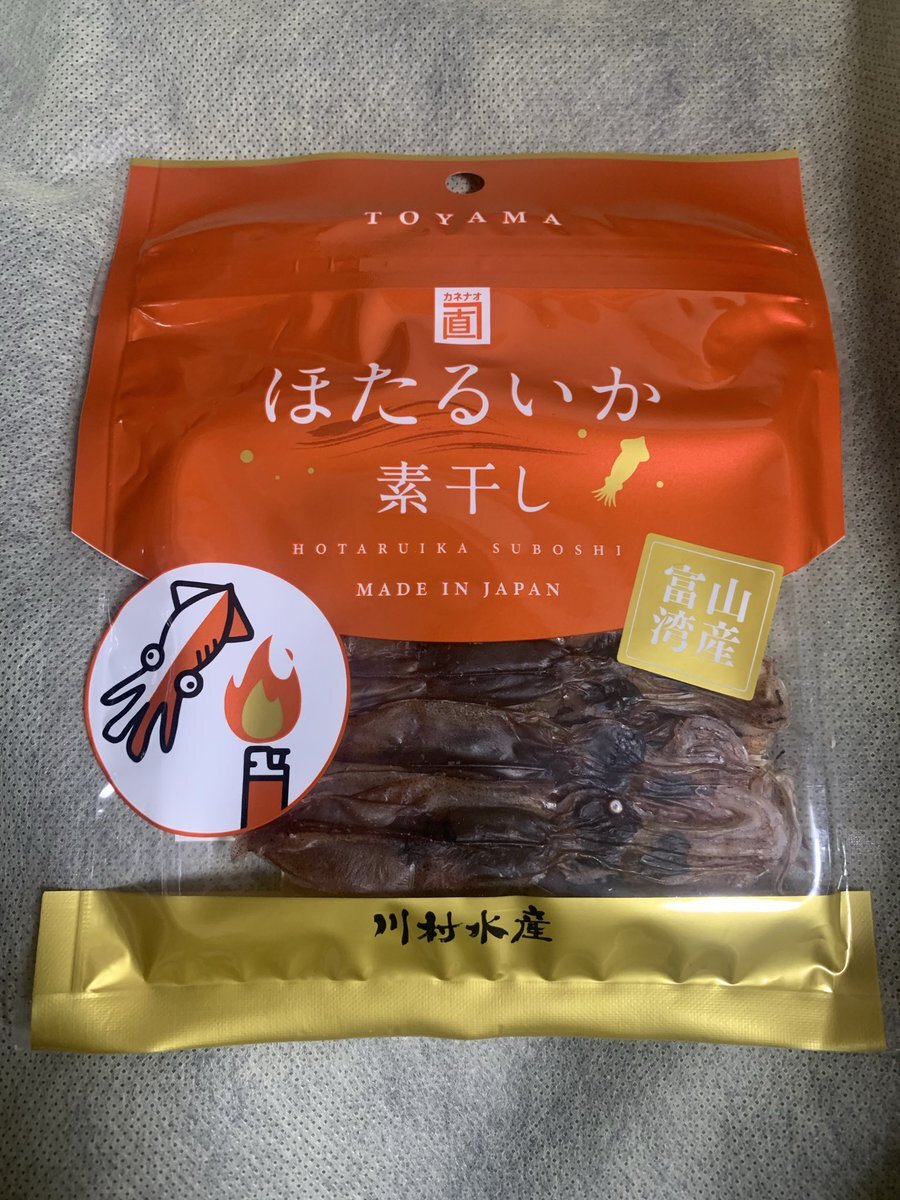 TOYAMA
カネナオ
直
ほたるいか
素干し
HOTARUIKA SUBOSHI
MADE IN JAPAN
富山
湾産
川村水産